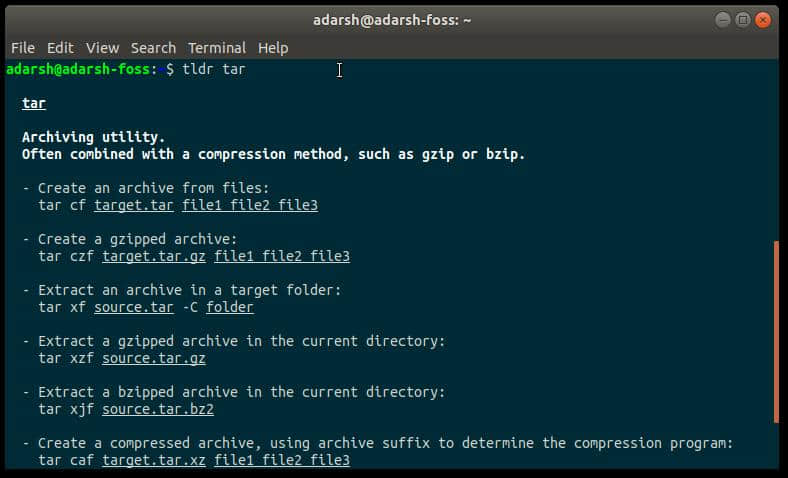 adarsh@adarsh-foss: ~
File Edit View Search Terminal Help
adarsh@adarsh-foss:~$ tldr tar
tar
Archiving utility.
Often combined with a compression method, such as gzip or bzip.
- Create an archive from files:
tar cf target.tar file1 file2 file3
- Create a gzipped archive:
tar czf target.tar.gz file1 file2 file3
- Extract an archive in a target folder:
tar xf source.tar -C folder
- Extract a gzipped archive in the current directory:
tar xzf source.tar.gz
- Extract a bzipped archive in the current directory:
tar xjf source.tar.bz2
- Create a compressed archive, using archive suffix to determine the compression program:
tar caf target.tar.xz file1 file2 file3